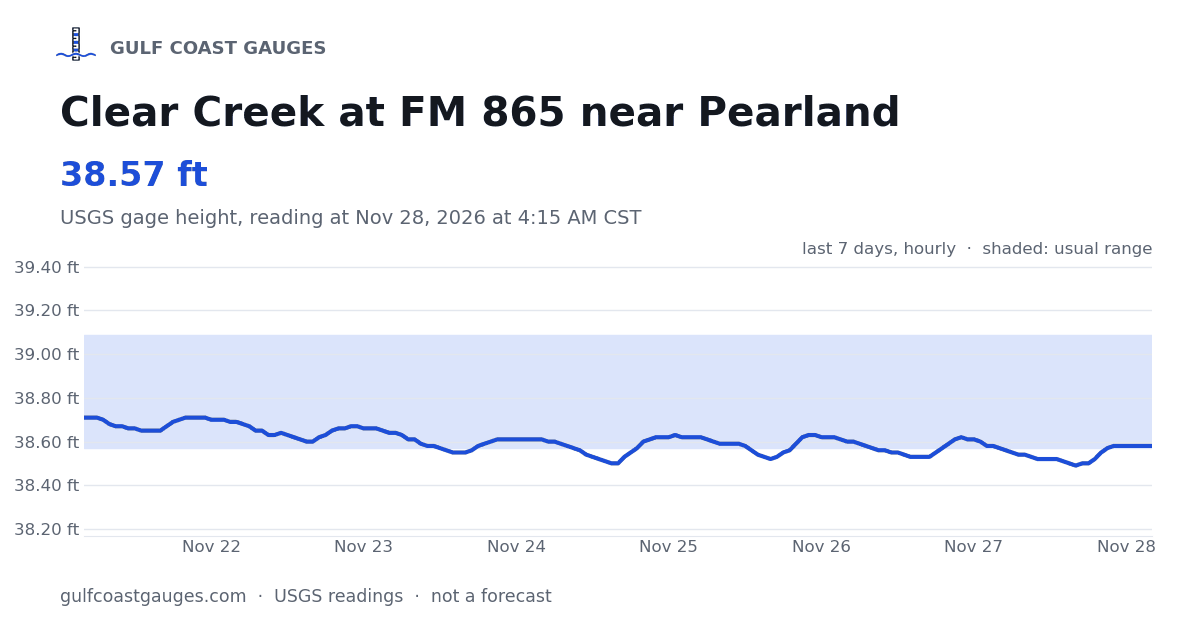 GULF COAST GAUGES
Clear Creek at FM 865 near Pearland
38.57 ft
USGS gage height, reading at Nov 28, 2026 at 4:15 AM CST
last 7 days, hourly · shaded: usual range
39.40 ft
39.20 ft
39.00 ft
38.80 ft
38.60 ft
38.40 ft
38.20 ft
Nov 22 Nov 23 Nov 24 Nov 25 Nov 26 Nov 27 Nov 28
gulfcoastgauges.com · USGS readings · not a forecast